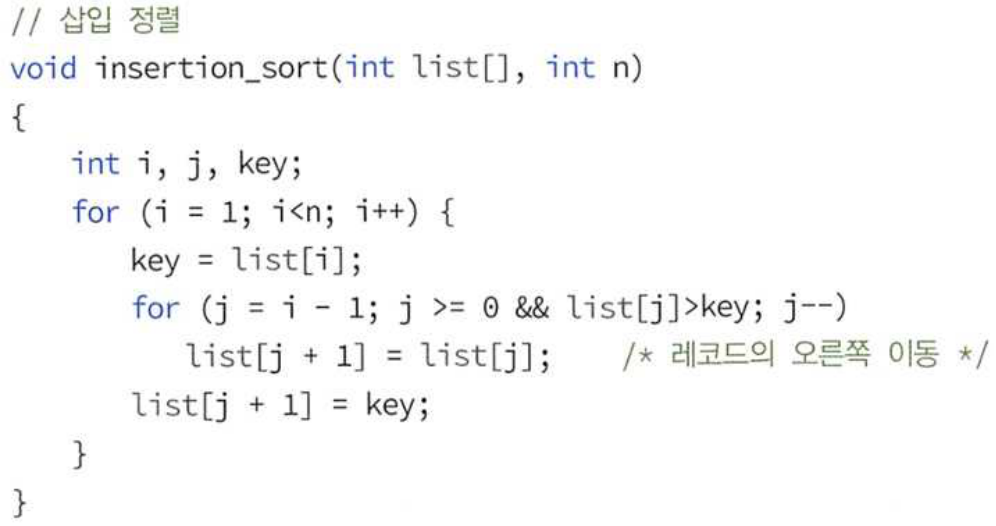 // 삽입 정렬
void insertion_sort(int list[], int n)
{
    int i, j, key;
    for (i = 1; i<n; i++) {
        key = list[i];
        for (j = i - 1; j >= 0 && list[j]>key; j--)
            list[j + 1] = list[j];    /* 레코드의 오른쪽 이동 */
        list[j + 1] = key;
    }
}